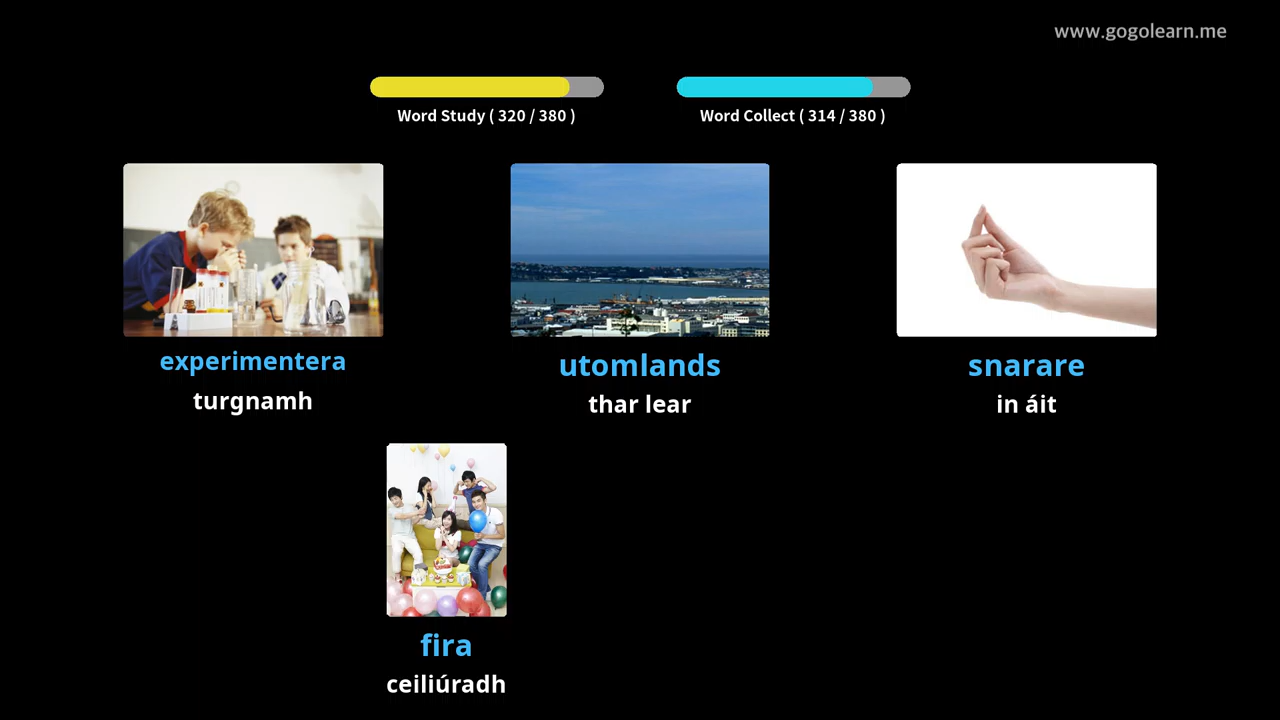 www.gogolearn.me
Word Study ( 320 / 380 )
Word Collect ( 314 / 380 )
experimentera
turgnamh
utomlands
thar lear
snarare
in áit
fira
ceiliúradh